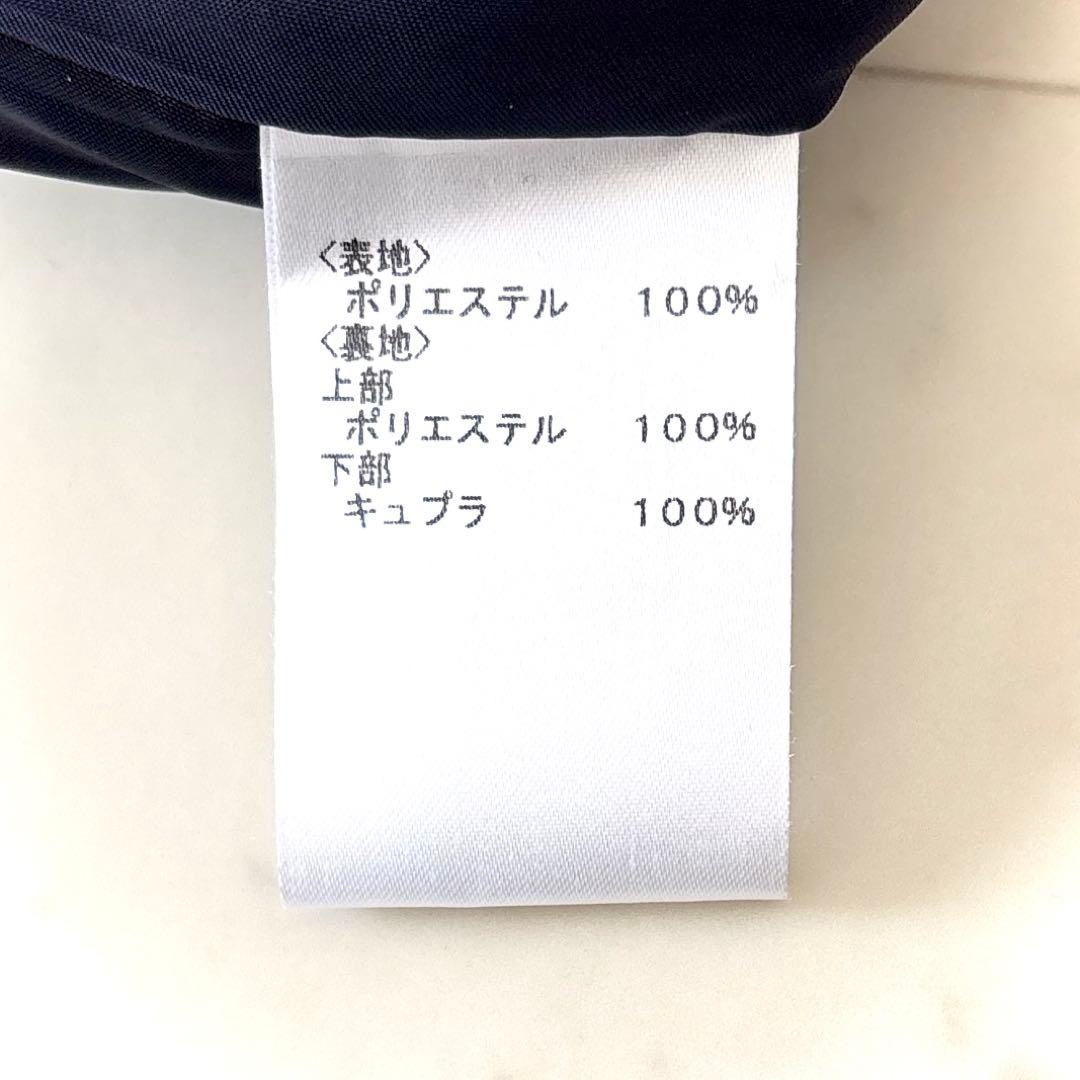 〈表地〉
ポリエステル 100%
〈裏地〉
上部
ポリエステル 100%
下部
キュプラ 100%